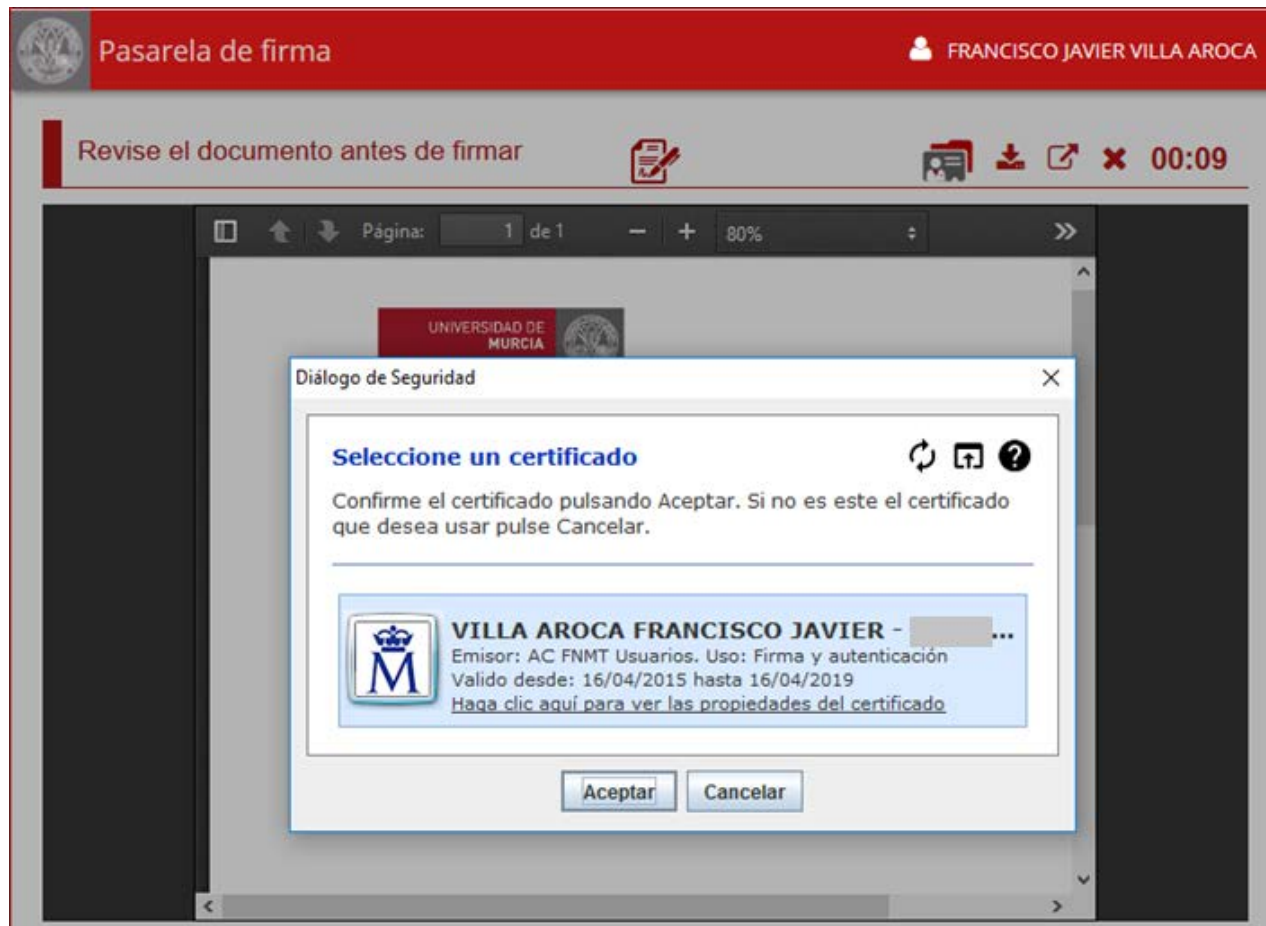 Pasarela de firma
FRANCISCO JAVIER VILLA AROCA
Revise el documento antes de firmar
00:09
Página: 1 de 1
80%
UNIVERSIDAD DE
MURCIA
Diálogo de Seguridad
Seleccione un certificado
Confirme el certificado pulsando Aceptar. Si no es este el certificado
que desea usar pulse Cancelar.
VILLA AROCA FRANCISCO JAVIER - ...
Emisor: AC FNMT Usuarios. Uso: Firma y autenticación
Valido desde: 16/04/2015 hasta 16/04/2019
Haga clic aquí para ver las propiedades del certificado
Aceptar
Cancelar